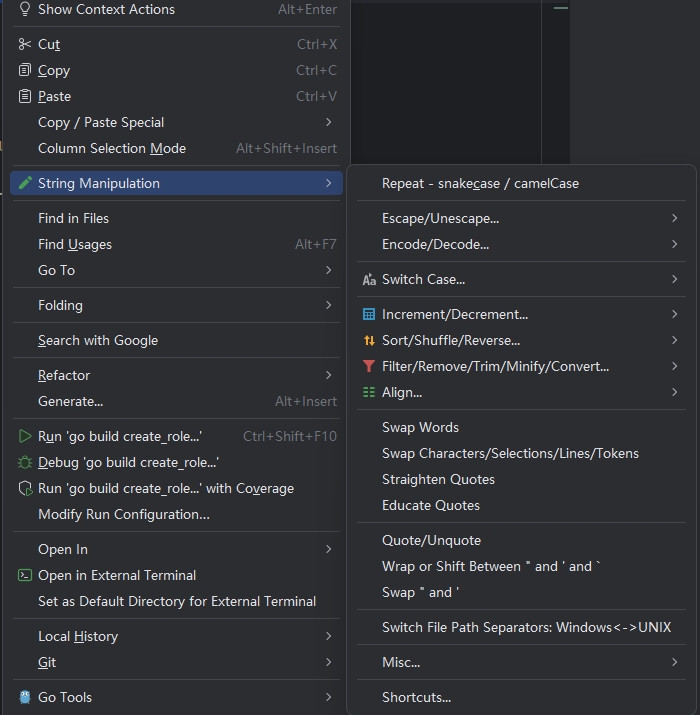 Show Context Actions Alt+Enter
Cut Ctrl+X
Copy Ctrl+C
Paste Ctrl+V
Copy / Paste Special
Column Selection Mode Alt+Shift+Insert
String Manipulation
Find in Files
Find Usages Alt+F7
Go To
Folding
Search with Google
Refactor
Generate... Alt+Insert
Run 'go build create_role...' Ctrl+Shift+F10
Debug 'go build create_role...'
Run 'go build create_role...' with Coverage
Modify Run Configuration...
Open In
Open in External Terminal
Set as Default Directory for External Terminal
Local History
Git
Go Tools
Repeat - snakecase / camelCase
Escape/Unescape...
Encode/Decode...
Switch Case...
Increment/Decrement...
Sort/Shuffle/Reverse...
Filter/Remove/Trim/Minify/Convert...
Align...
Swap Words
Swap Characters/Selections/Lines/Tokens
Straighten Quotes
Educate Quotes
Quote/Unquote
Wrap or Shift Between " and ' and `
Swap " and '
Switch File Path Separators: Windows<->UNIX
Misc...
Shortcuts...